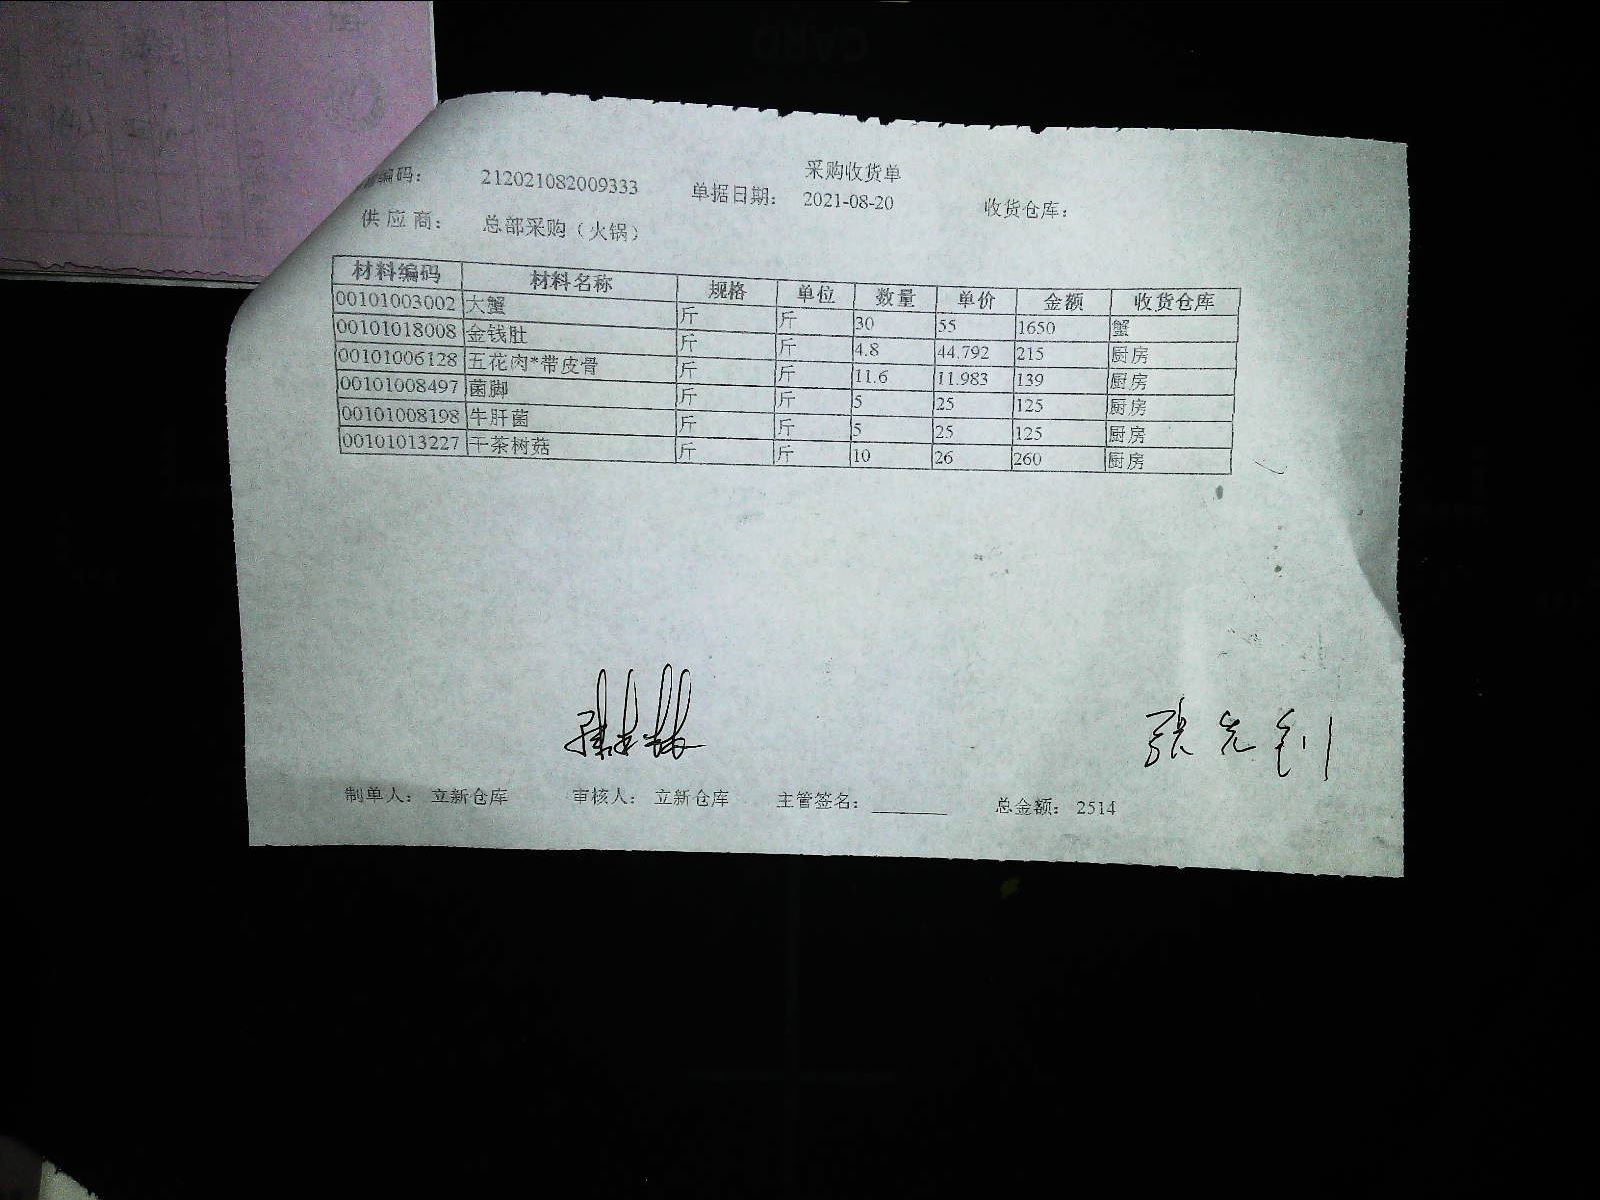 采购收货单
编码： 212021082009333 单据日期： 2021-08-20 收货仓库：
供应商： 总部采购（火锅）
材料编码 材料名称 规格 单位 数量 单价 金额 收货仓库
00101003002 大蟹 斤 斤 30 55 1650 蟹
00101018008 金钱肚 斤 斤 4.8 44.792 215 厨房
00101006128 五花肉*带皮骨 斤 斤 11.6 11.983 139 厨房
00101008497 菌脚 斤 斤 5 25 125 厨房
00101008198 牛肝菌 斤 斤 5 25 125 厨房
00101013227 干茶树菇 斤 斤 10 26 260 厨房
张先钊
制单人： 立新仓库 审核人： 立新仓库 主管签名： 总金额： 2514